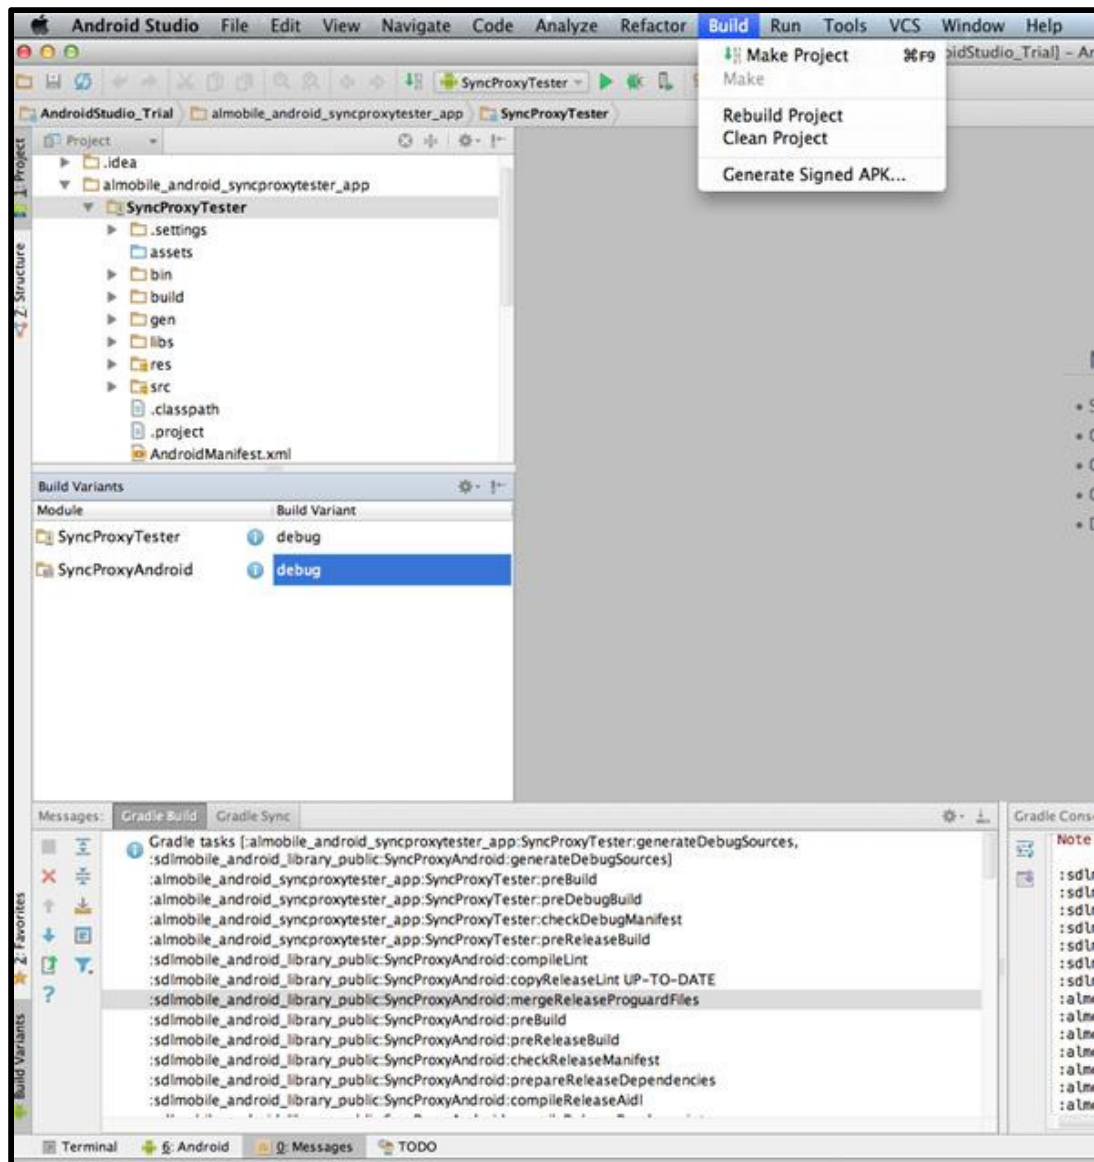 Android Studio File Edit View Navigate Code Analyze Refactor Build Run Tools VCS Window Help
Make Project ⌘F9
Make
Rebuild Project
Clean Project
Generate Signed APK...
SyncProxyTester
AndroidStudio_Trial almobile_android_syncproxytester_app SyncProxyTester
1: Project
Z: Structure
2: Favorites
Build Variants
Project
.idea
almobile_android_syncproxytester_app
SyncProxyTester
.settings
assets
bin
build
gen
libs
res
src
.classpath
.project
AndroidManifest.xml
Build Variants
Module Build Variant
SyncProxyTester debug
SyncProxyAndroid debug
Messages: Gradle Build Gradle Sync
Gradle tasks [:almobile_android_syncproxytester_app:SyncProxyTester:generateDebugSources,
:sdlmobile_android_library_public:SyncProxyAndroid:generateDebugSources]
:almobile_android_syncproxytester_app:SyncProxyTester:preBuild
:almobile_android_syncproxytester_app:SyncProxyTester:preDebugBuild
:almobile_android_syncproxytester_app:SyncProxyTester:checkDebugManifest
:almobile_android_syncproxytester_app:SyncProxyTester:preReleaseBuild
:sdlmobile_android_library_public:SyncProxyAndroid:compileLint
:sdlmobile_android_library_public:SyncProxyAndroid:copyReleaseLint UP-TO-DATE
:sdlmobile_android_library_public:SyncProxyAndroid:mergeReleaseProguardFiles
:sdlmobile_android_library_public:SyncProxyAndroid:preBuild
:sdlmobile_android_library_public:SyncProxyAndroid:preReleaseBuild
:sdlmobile_android_library_public:SyncProxyAndroid:checkReleaseManifest
:sdlmobile_android_library_public:SyncProxyAndroid:prepareReleaseDependencies
:sdlmobile_android_library_public:SyncProxyAndroid:compileReleaseAidl
Gradle Cons
Note
Terminal 6: Android 0: Messages TODO